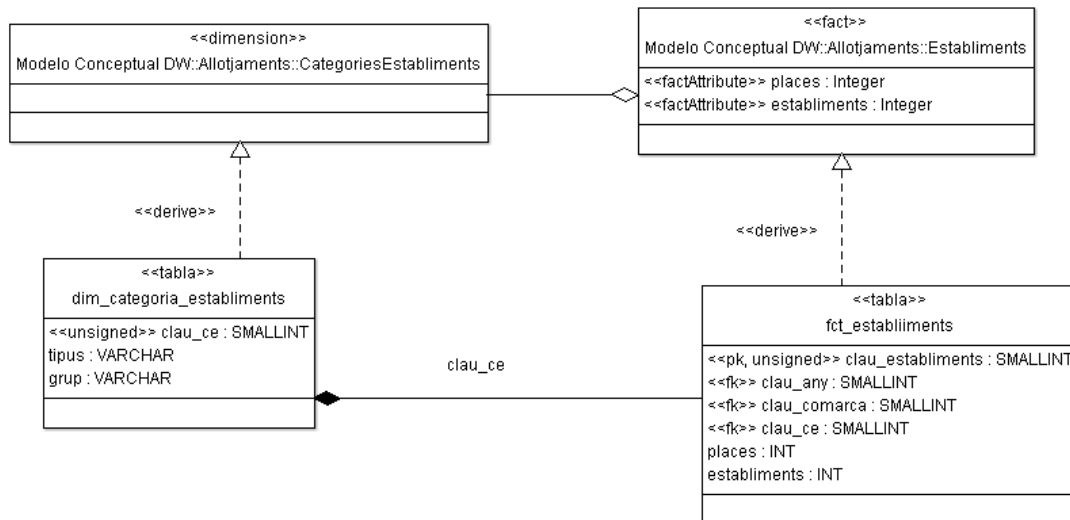 <<dimension>>
Modelo Conceptual DW::Allotjaments::CategoriesEstabliments
<<fact>>
Modelo Conceptual DW::Allotjaments::Establiments
<<factAttribute>> places : Integer
<<factAttribute>> establiments : Integer
<<derive>>
<<derive>>
<<tabla>>
dim_categoria_establiments
<<unsigned>> clau_ce : SMALLINT
tipus : VARCHAR
grup : VARCHAR
clau_ce
<<tabla>>
fct_establiiments
<<pk, unsigned>> clau_establiments : SMALLINT
<<fk>> clau_any : SMALLINT
<<fk>> clau_comarca : SMALLINT
<<fk>> clau_ce : SMALLINT
places : INT
establiments : INT